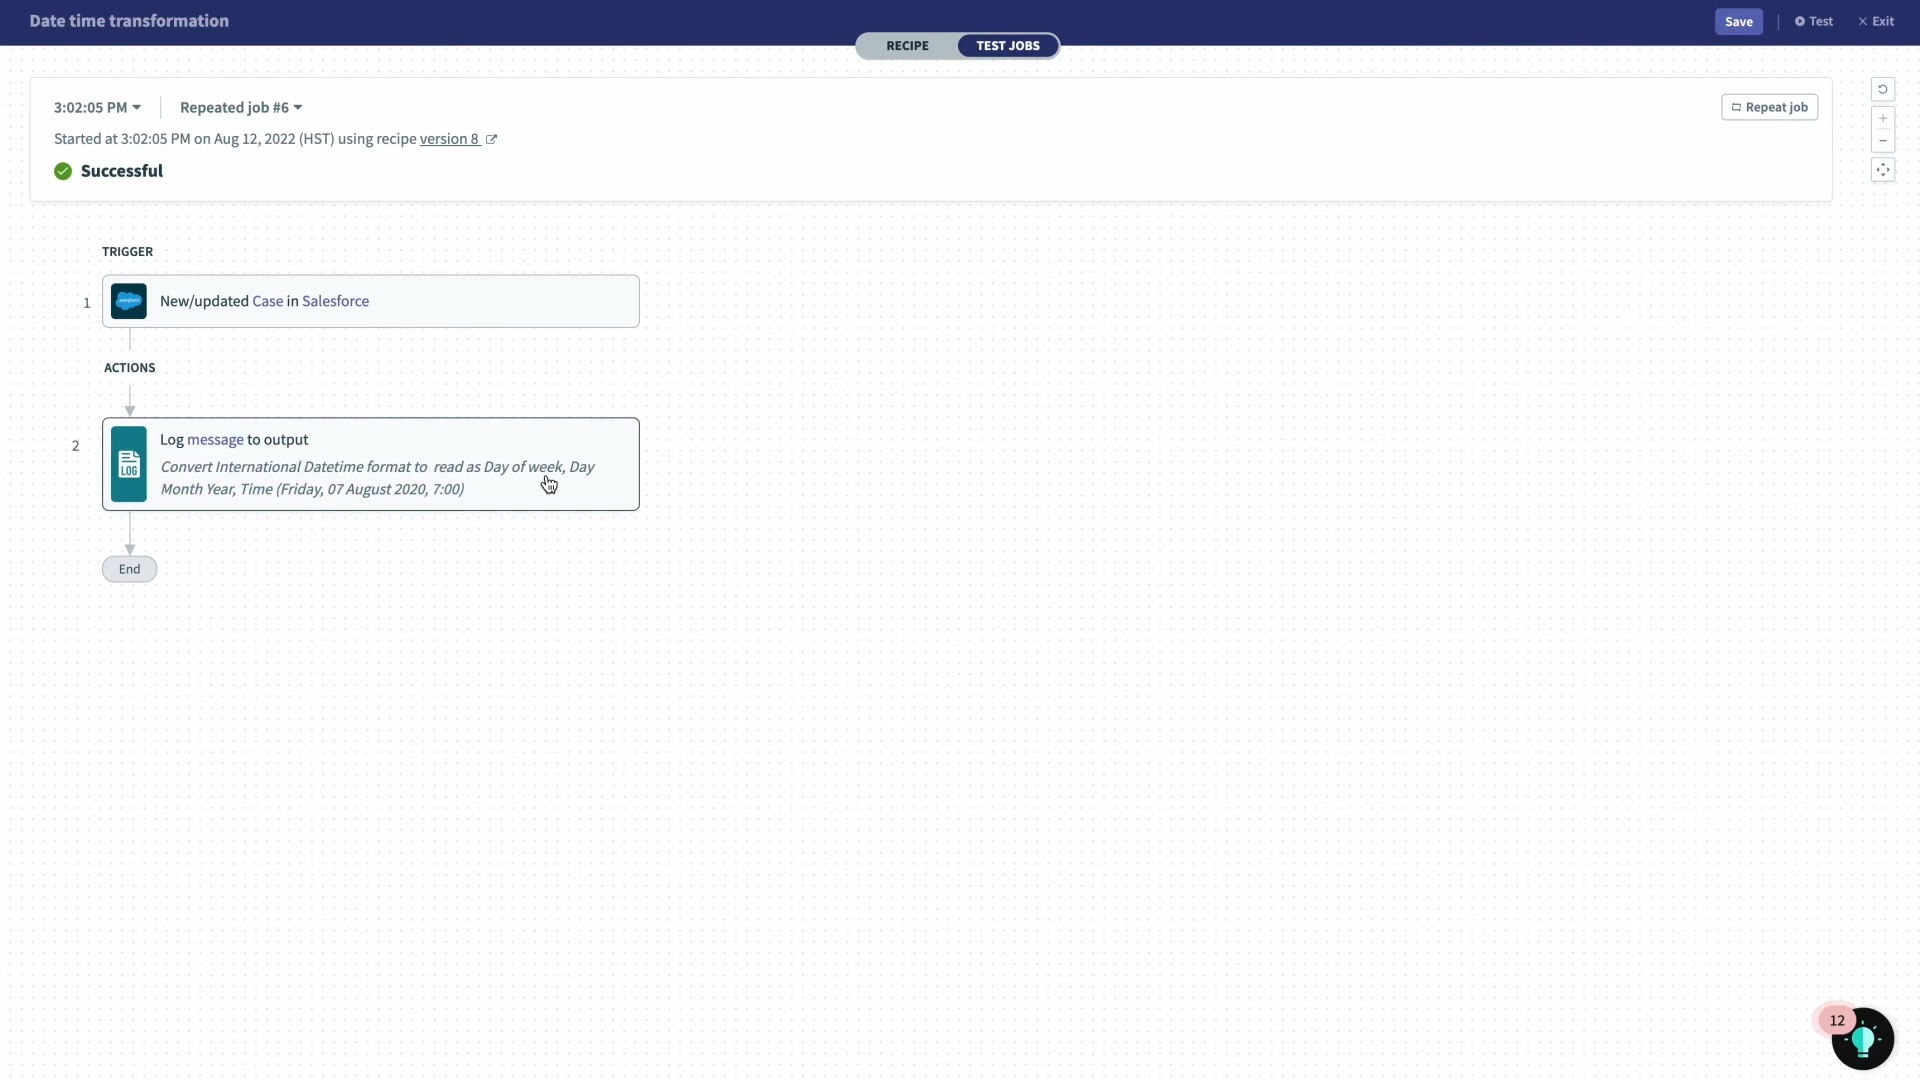 Date time transformation
Save
Test
Exit
RECIPE
TEST JOBS
3:02:05 PM
Repeated job #6
Repeat job
Started at 3:02:05 PM on Aug 12, 2022 (HST) using recipe version 8
Successful
TRIGGER
1
New/updated Case in Salesforce
ACTIONS
2
LOG
Log message to output
Convert International Datetime format to  read as Day of week, Day
Month Year, Time (Friday, 07 August 2020, 7:00)
End
12